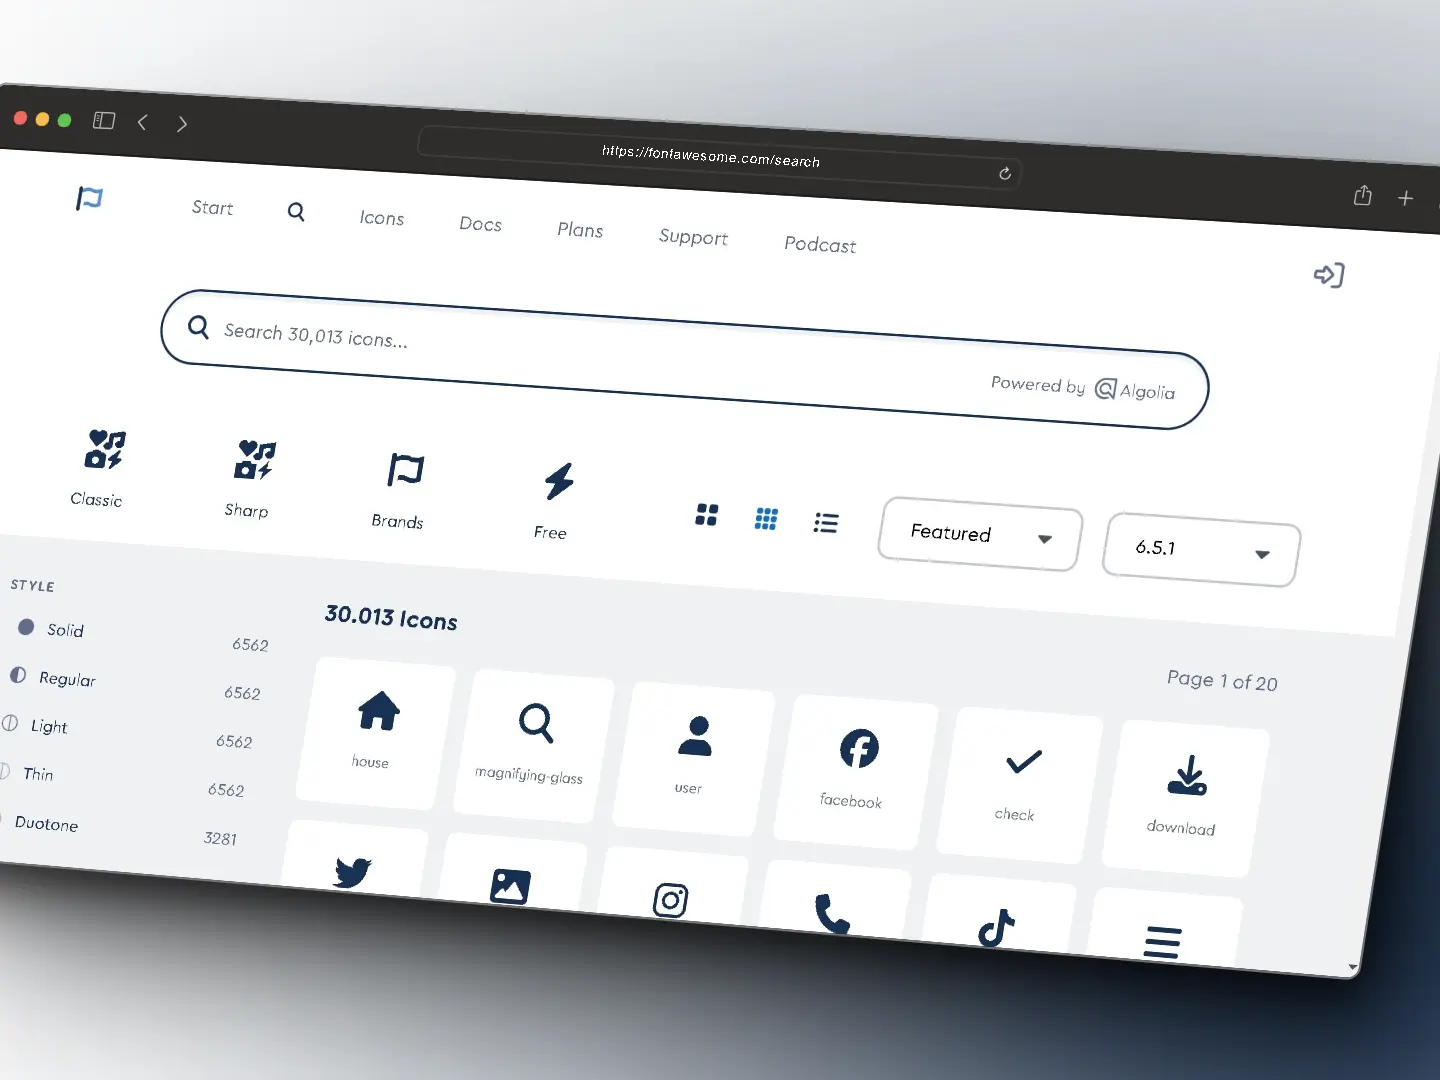 https://fontawesome.com/search
Start
Icons
Docs
Plans
Support
Podcast
Search 30,013 icons...
Powered by Algolia
Classic
Sharp
Brands
Free
Featured
6.5.1
STYLE
Solid 6562
Regular 6562
Light 6562
Thin 6562
Duotone 3281
30.013 Icons
Page 1 of 20
house
magnifying-glass
user
facebook
check
download